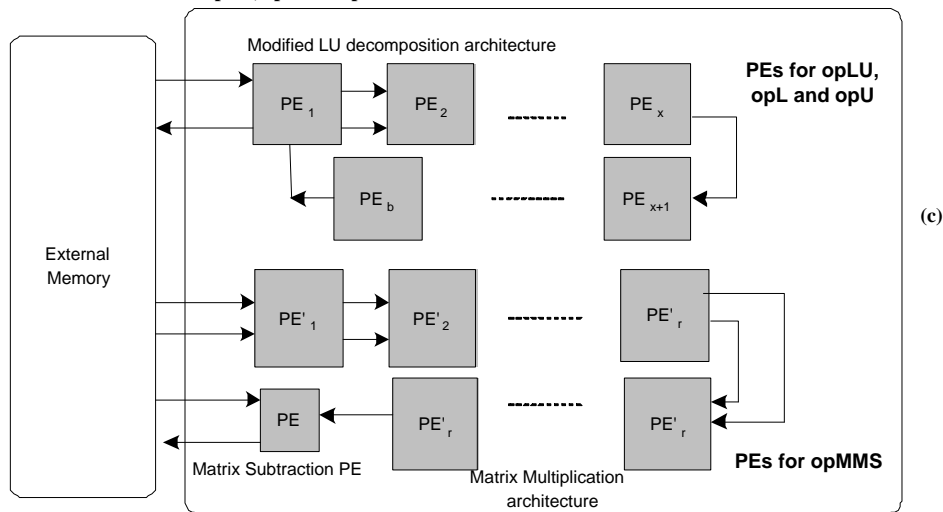 Modified LU decomposition architecture
PEs for opLU,
opL and opU
PE 1
PE 2
PE x
PE b
PE x+1
(c)
External
Memory
PE' 1
PE' 2
PE' r
PE
PE' r
PE' r
Matrix Subtraction PE
Matrix Multiplication
architecture
PEs for opMMS